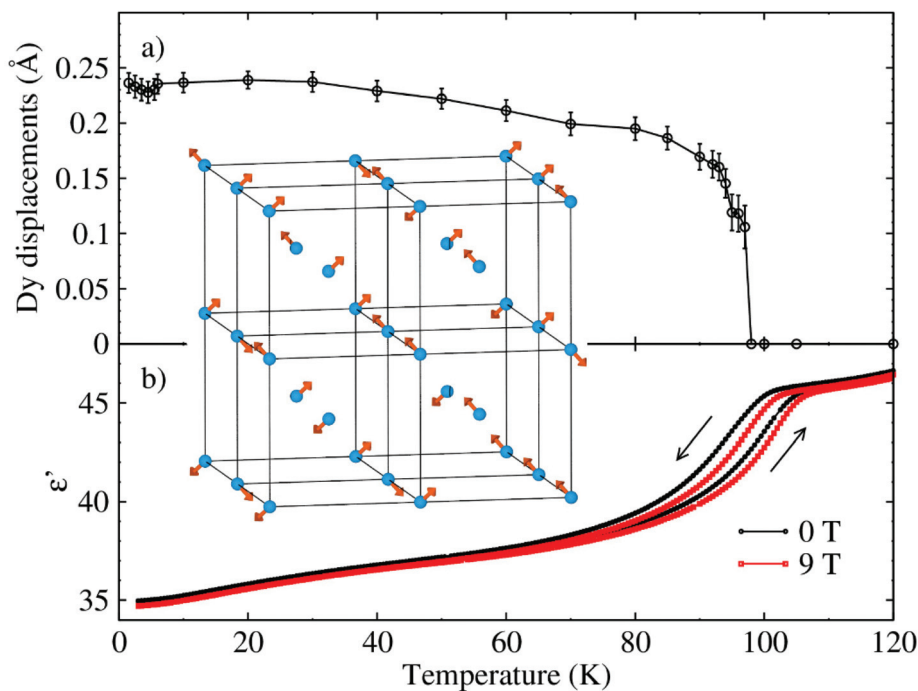 a)
Dy displacements (Å)
0.25
0.2
0.15
0.1
0.05
0
b)
ε’
45
40
35
0 T
9 T
0 20 40 60 80 100 120
Temperature (K)